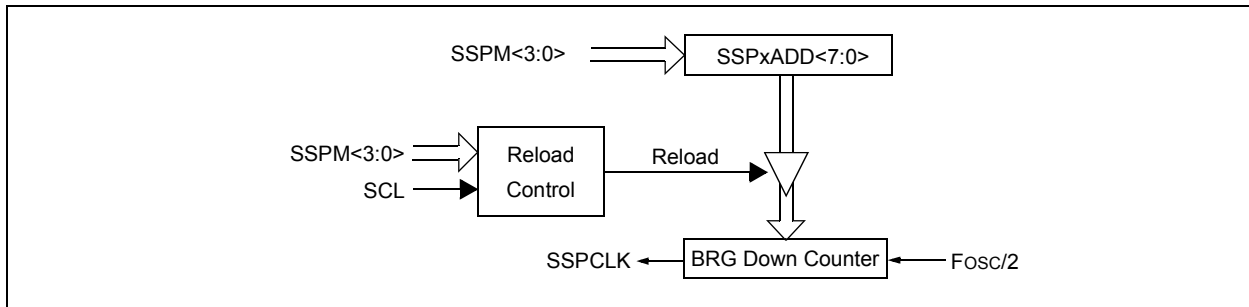 SSPM<3:0>
SSPxADD<7:0>
SSPM<3:0>
SCL
Reload
Control
Reload
SSPCLK
BRG Down Counter
FOSC/2